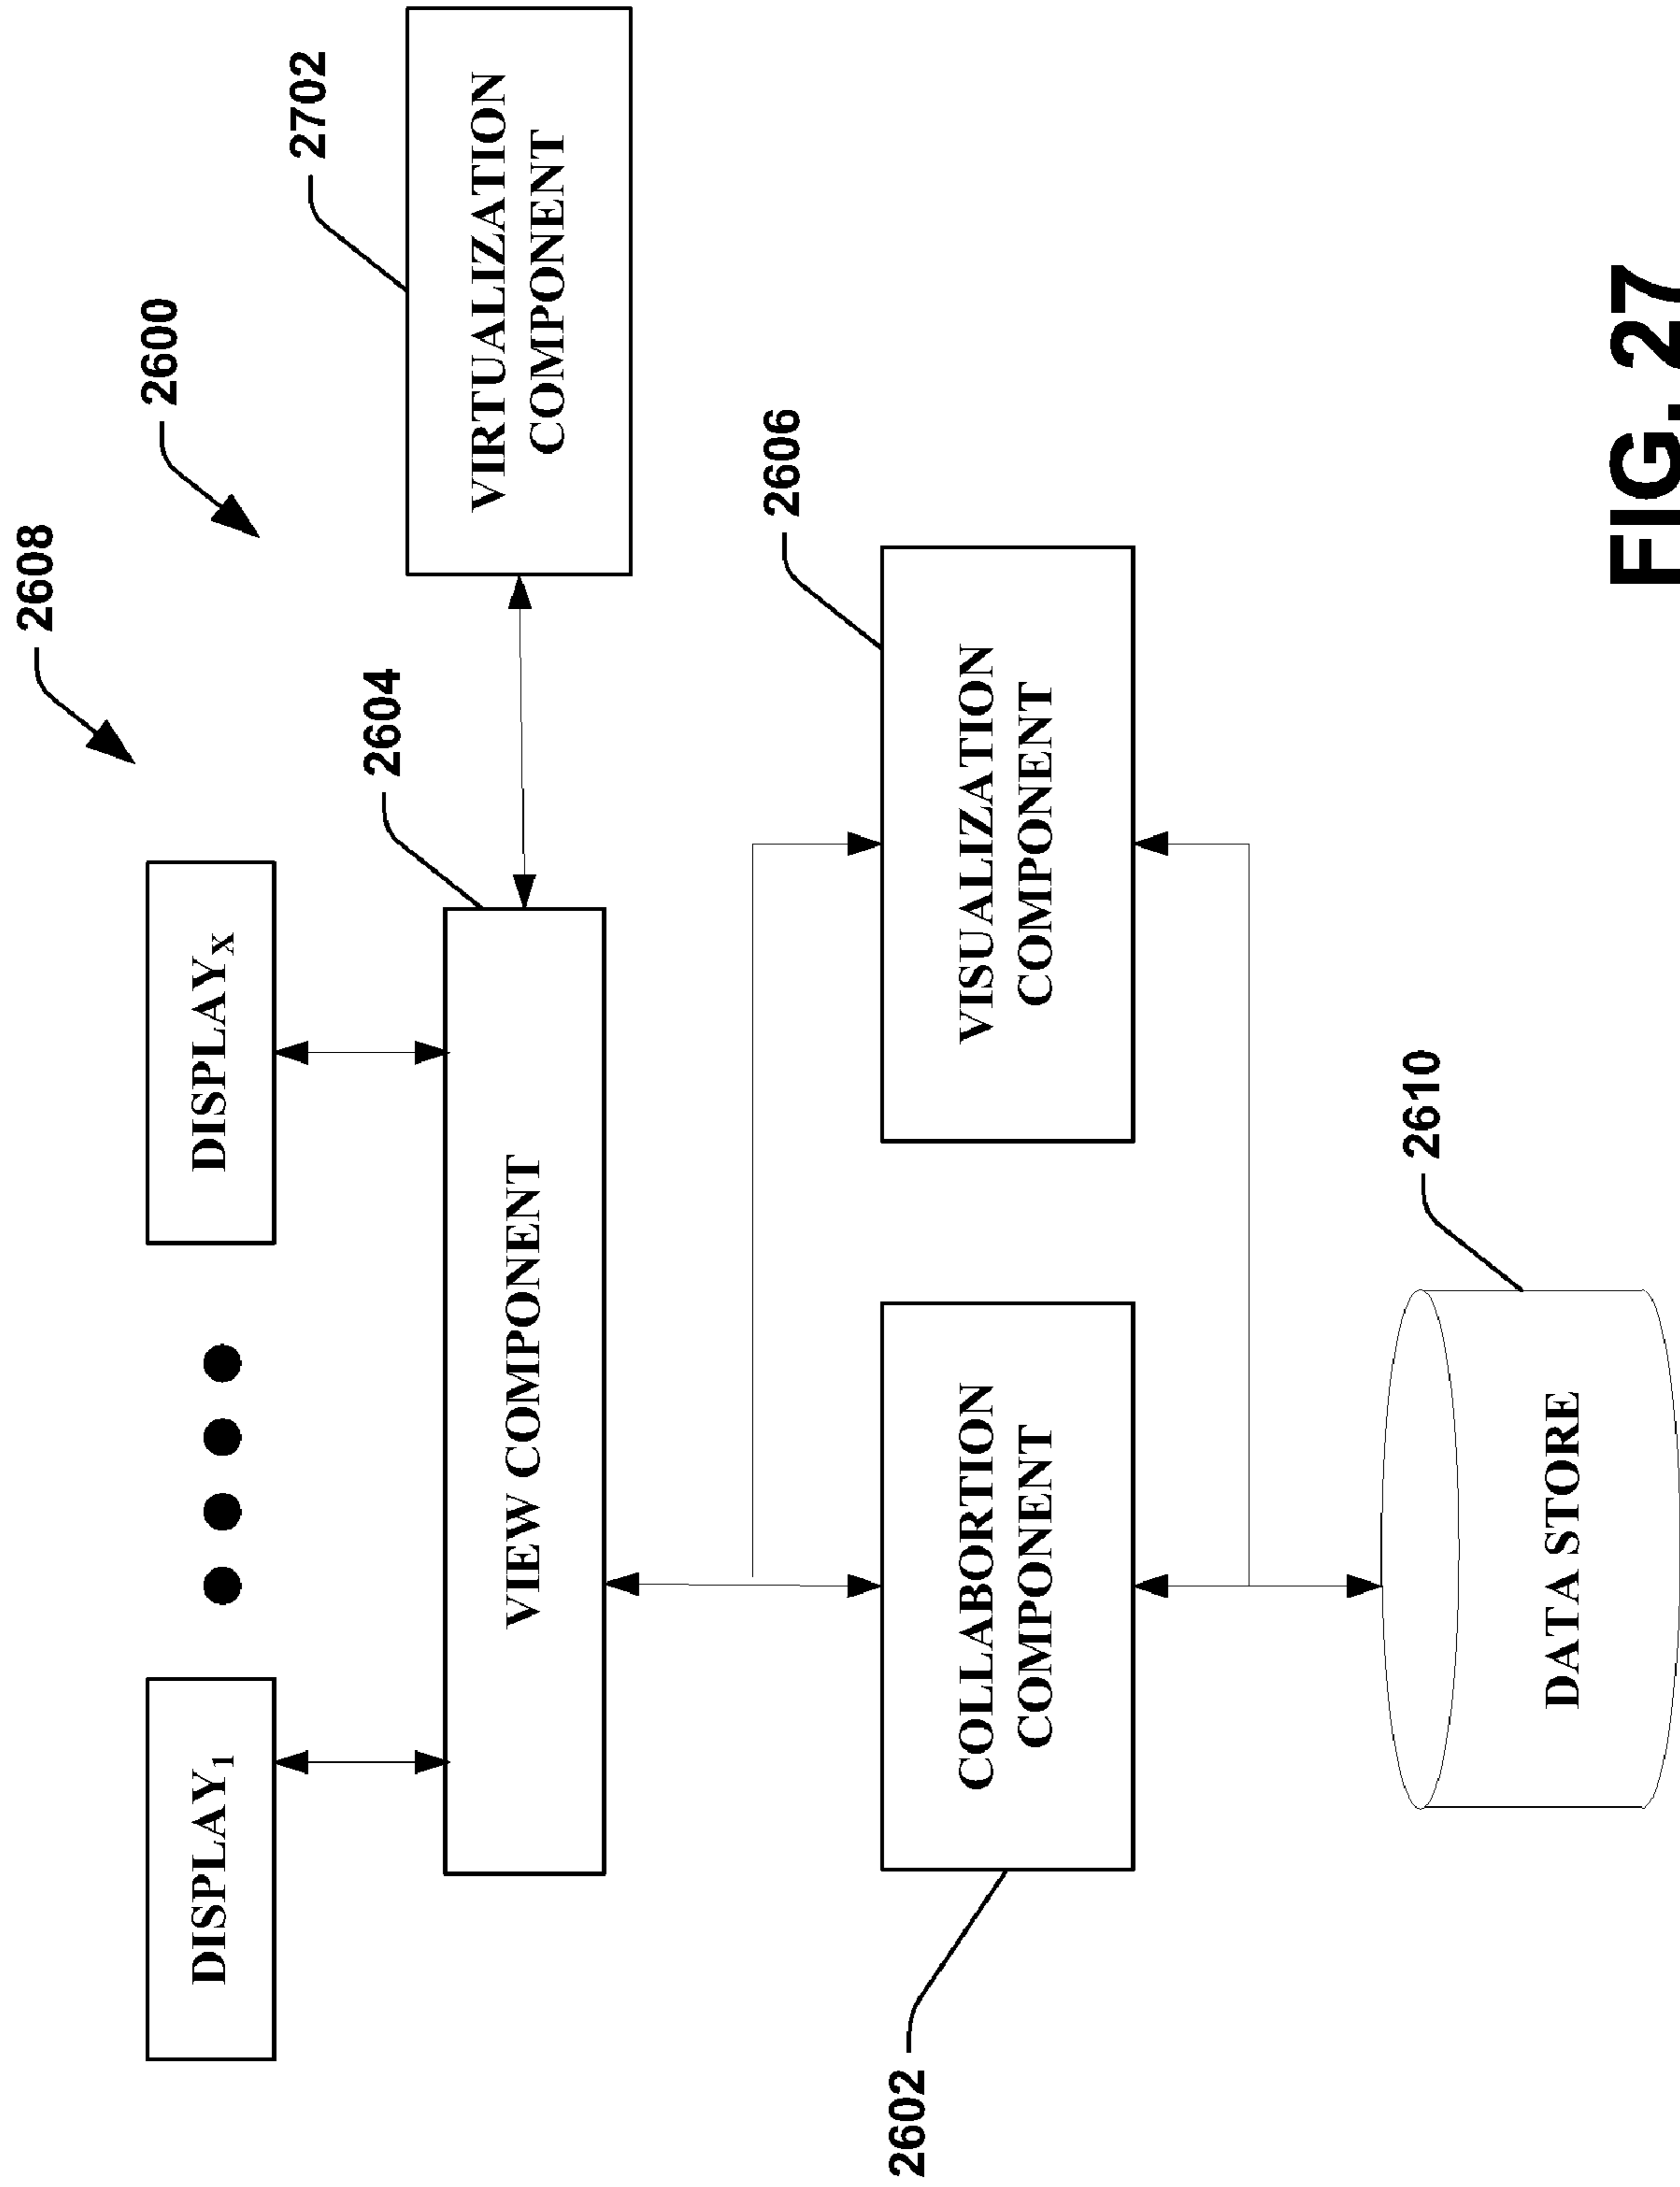 2608
2600
2702
DISPLAY1
DISPLAYX
2604
VIEW COMPONENT
VIRTUALIZATION
COMPONENT
2606
COLLABORTION
COMPONENT
VISUALIZATION
COMPONENT
2602
2610
DATA STORE
FIG. 27